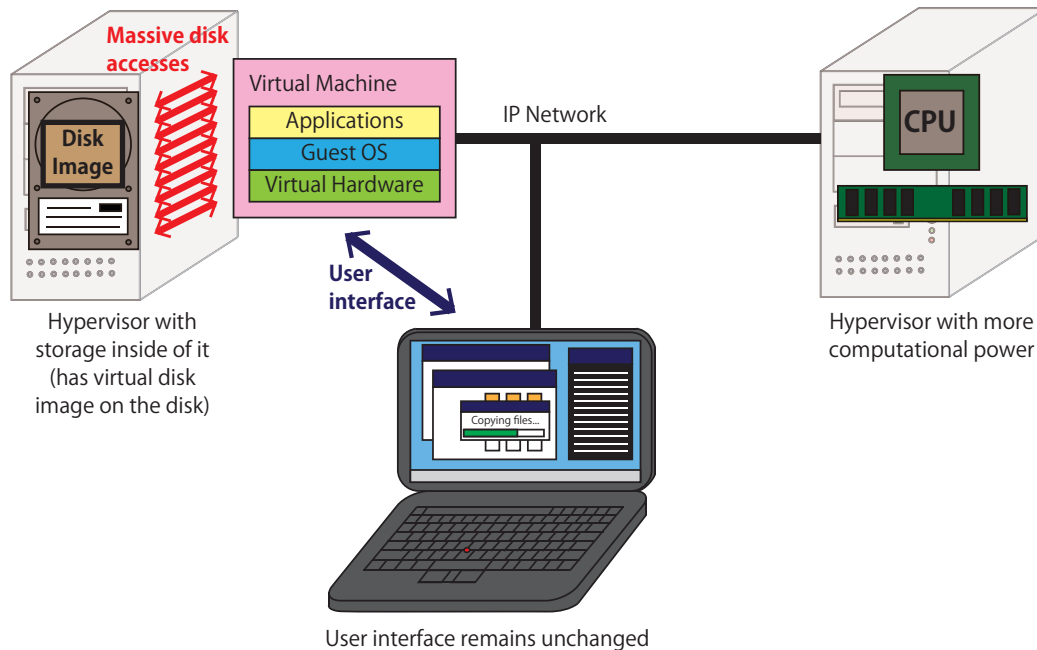 Massive disk
accesses
Disk
Image
Virtual Machine
Applications
Guest OS
Virtual Hardware
IP Network
CPU
User
interface
Hypervisor with
storage inside of it
(has virtual disk
image on the disk)
Hypervisor with more
computational power
Copying files...
User interface remains unchanged